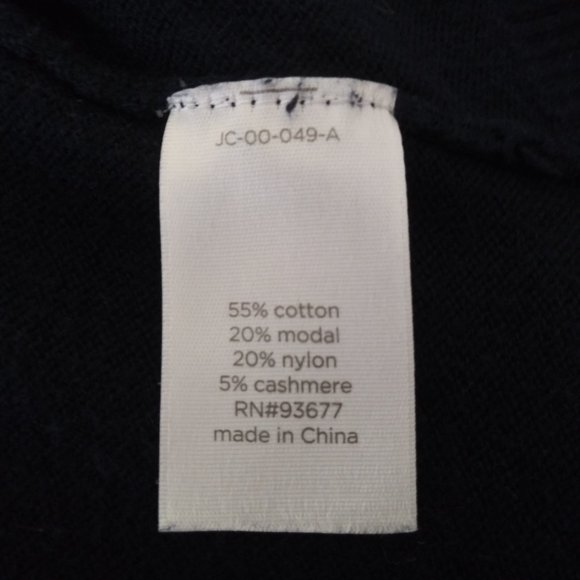 JC-00-049-A
55% cotton
20% modal
20% nylon
5% cashmere
RN#93677
made in China